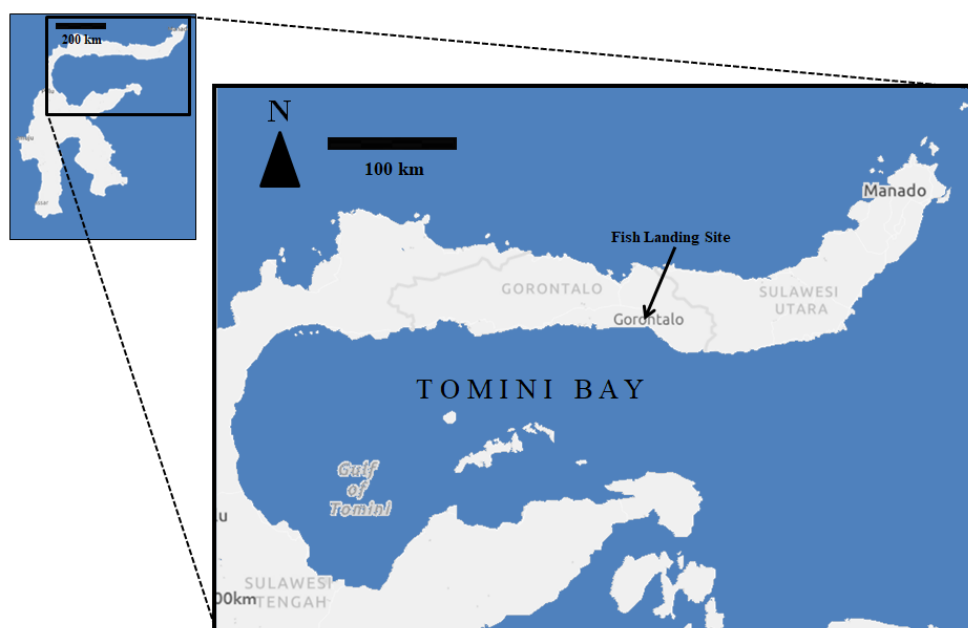 200 km
N
100 km
Manado
Fish Landing Site
GORONTALO
SULAWESI
UTARA
Gorontalo
TOMINI BAY
Gulf
of
Tomini
SULAWESI
TENGAH
00km